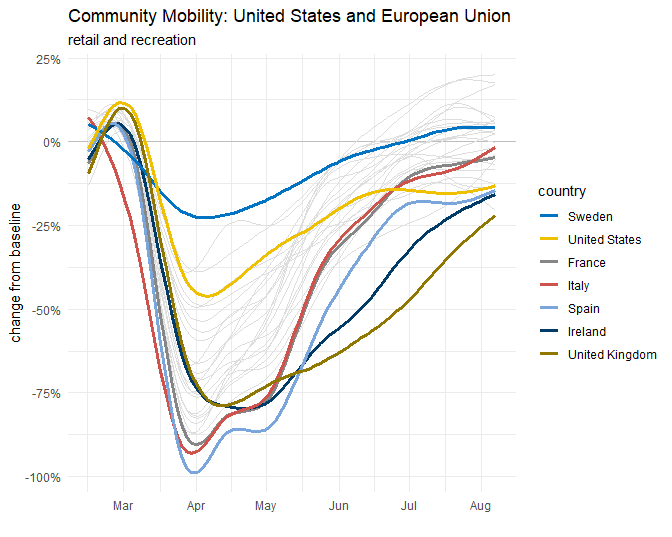 Community Mobility: United States and European Union
retail and recreation
change from baseline
25%
0%
-25%
-50%
-75%
-100%
Mar
Apr
May
Jun
Jul
Aug
country
Sweden
United States
France
Italy
Spain
Ireland
United Kingdom